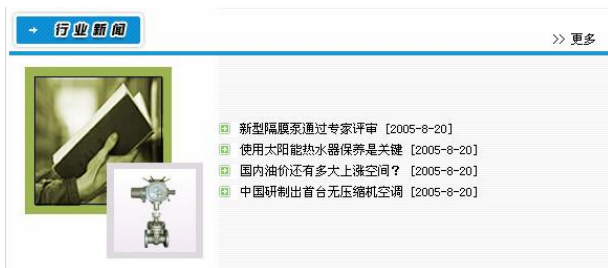 行业新闻
>> 更多
新型隔膜泵通过专家评审 [2005-8-20]
使用太阳能热水器保养是关键 [2005-8-20]
国内油价还有多大上涨空间？ [2005-8-20]
中国研制出首台无压缩机空调 [2005-8-20]